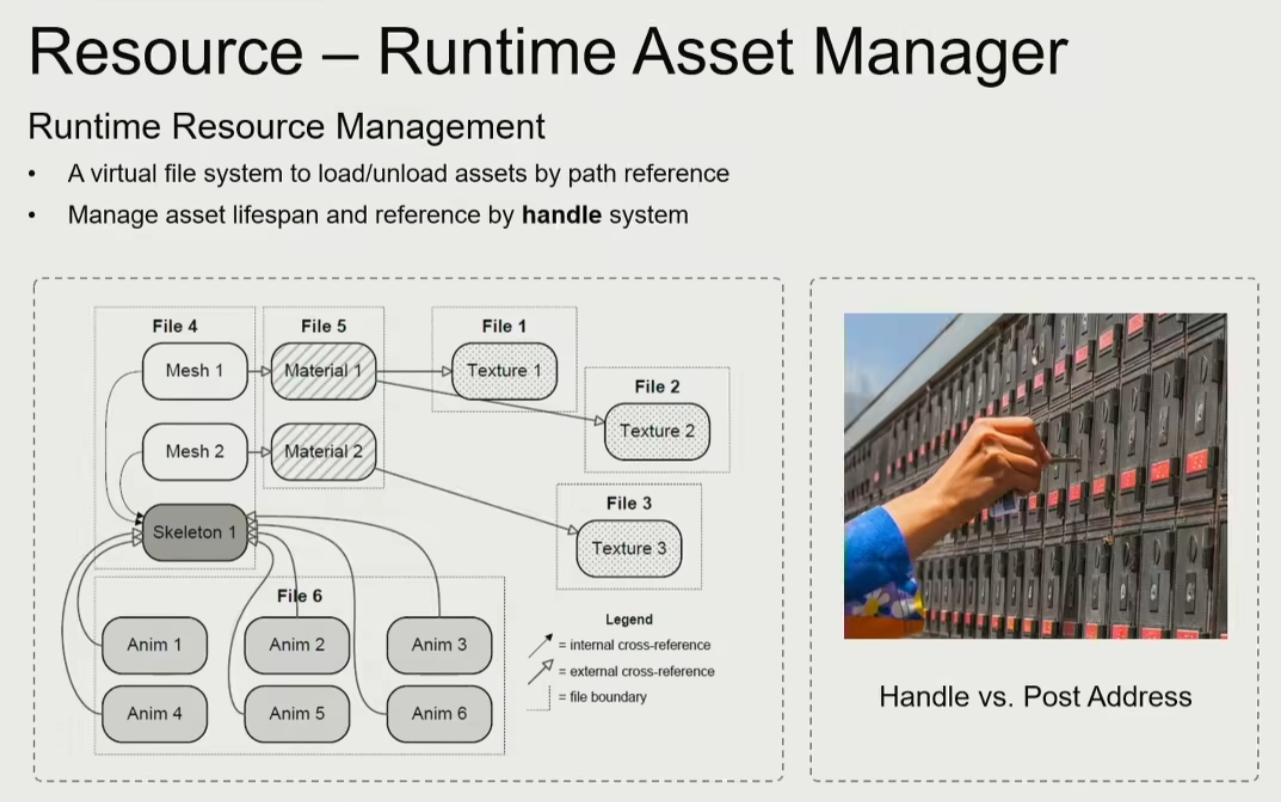 Resource – Runtime Asset Manager
Runtime Resource Management
• A virtual file system to load/unload assets by path reference
• Manage asset lifespan and reference by handle system
File 4
Mesh 1
Mesh 2
Skeleton 1
File 5
Material 1
Material 2
File 1
Texture 1
File 2
Texture 2
File 3
Texture 3
File 6
Anim 1
Anim 2
Anim 3
Anim 4
Anim 5
Anim 6
Legend
= internal cross-reference
= external cross-reference
= file boundary
Handle vs. Post Address